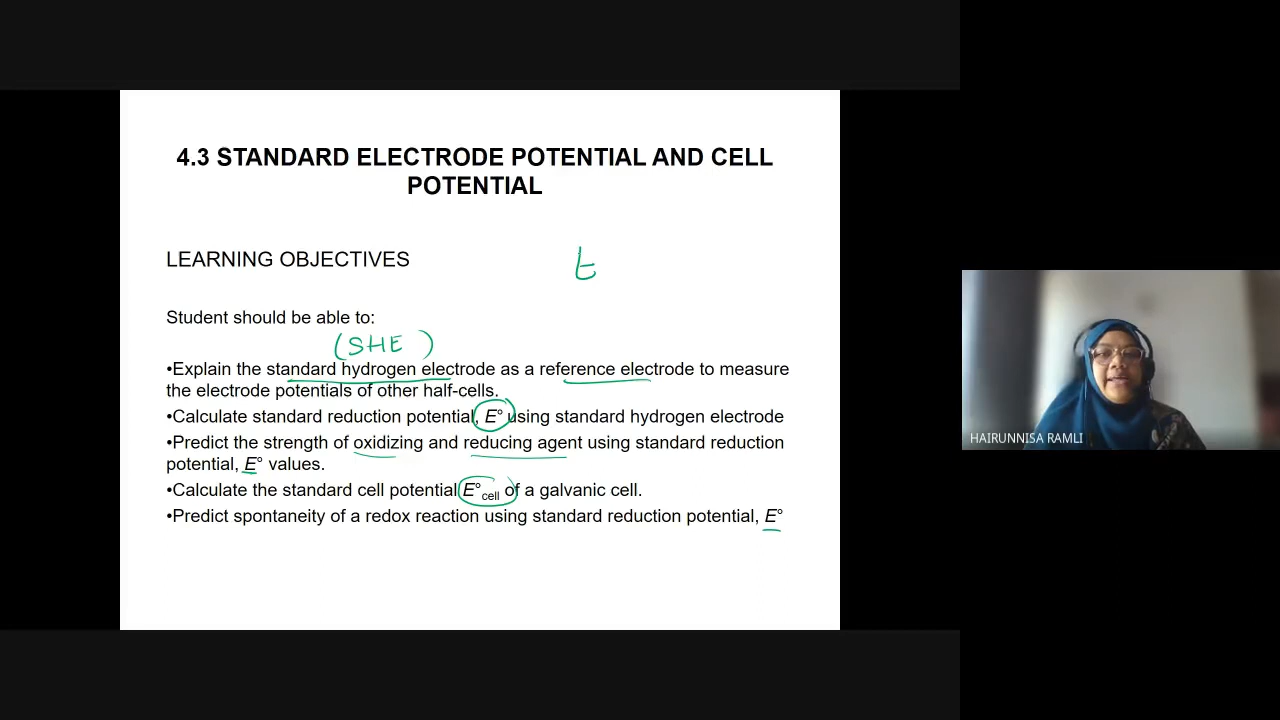 4.3 STANDARD ELECTRODE POTENTIAL AND CELL
POTENTIAL
LEARNING OBJECTIVES
E
Student should be able to:
(SHE)
•Explain the standard hydrogen electrode as a reference electrode to measure
the electrode potentials of other half-cells.
•Calculate standard reduction potential, E° using standard hydrogen electrode
•Predict the strength of oxidizing and reducing agent using standard reduction
potential, E° values.
•Calculate the standard cell potential E°cell of a galvanic cell.
•Predict spontaneity of a redox reaction using standard reduction potential, E°
HAIRUNNISA RAMLI